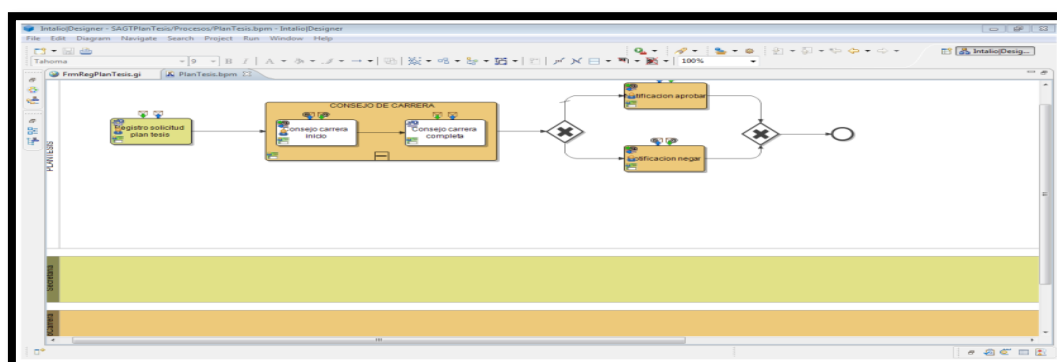 Intalio|Designer - SAGTPlanTesis/Procesos/PlanTesis.bpm - Intalio|Designer
File Edit Diagram Navigate Search Project Run Window Help
Intalio|Desig...
Tahoma 9 B I A 100%
FrmRegPlanTesis.gi PlanTesis.bpm
CONSEJO DE CARRERA
Notificacion aprobar
Registro solicitud
plan tesis
Consejo carrera
inicio
Consejo carrera
completa
Notificacion negar
PLANTESIS
Secretaria